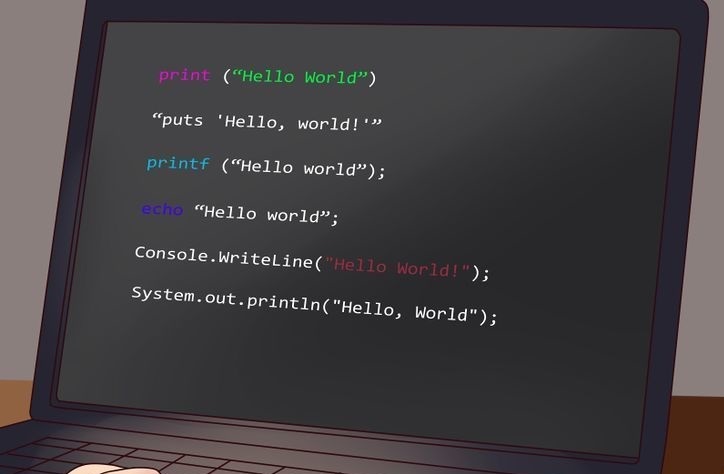 print (“Hello World”)
“puts 'Hello, world!'”
printf (“Hello world”);
echo “Hello world”;
Console.WriteLine("Hello World!");
System.out.println("Hello, World");